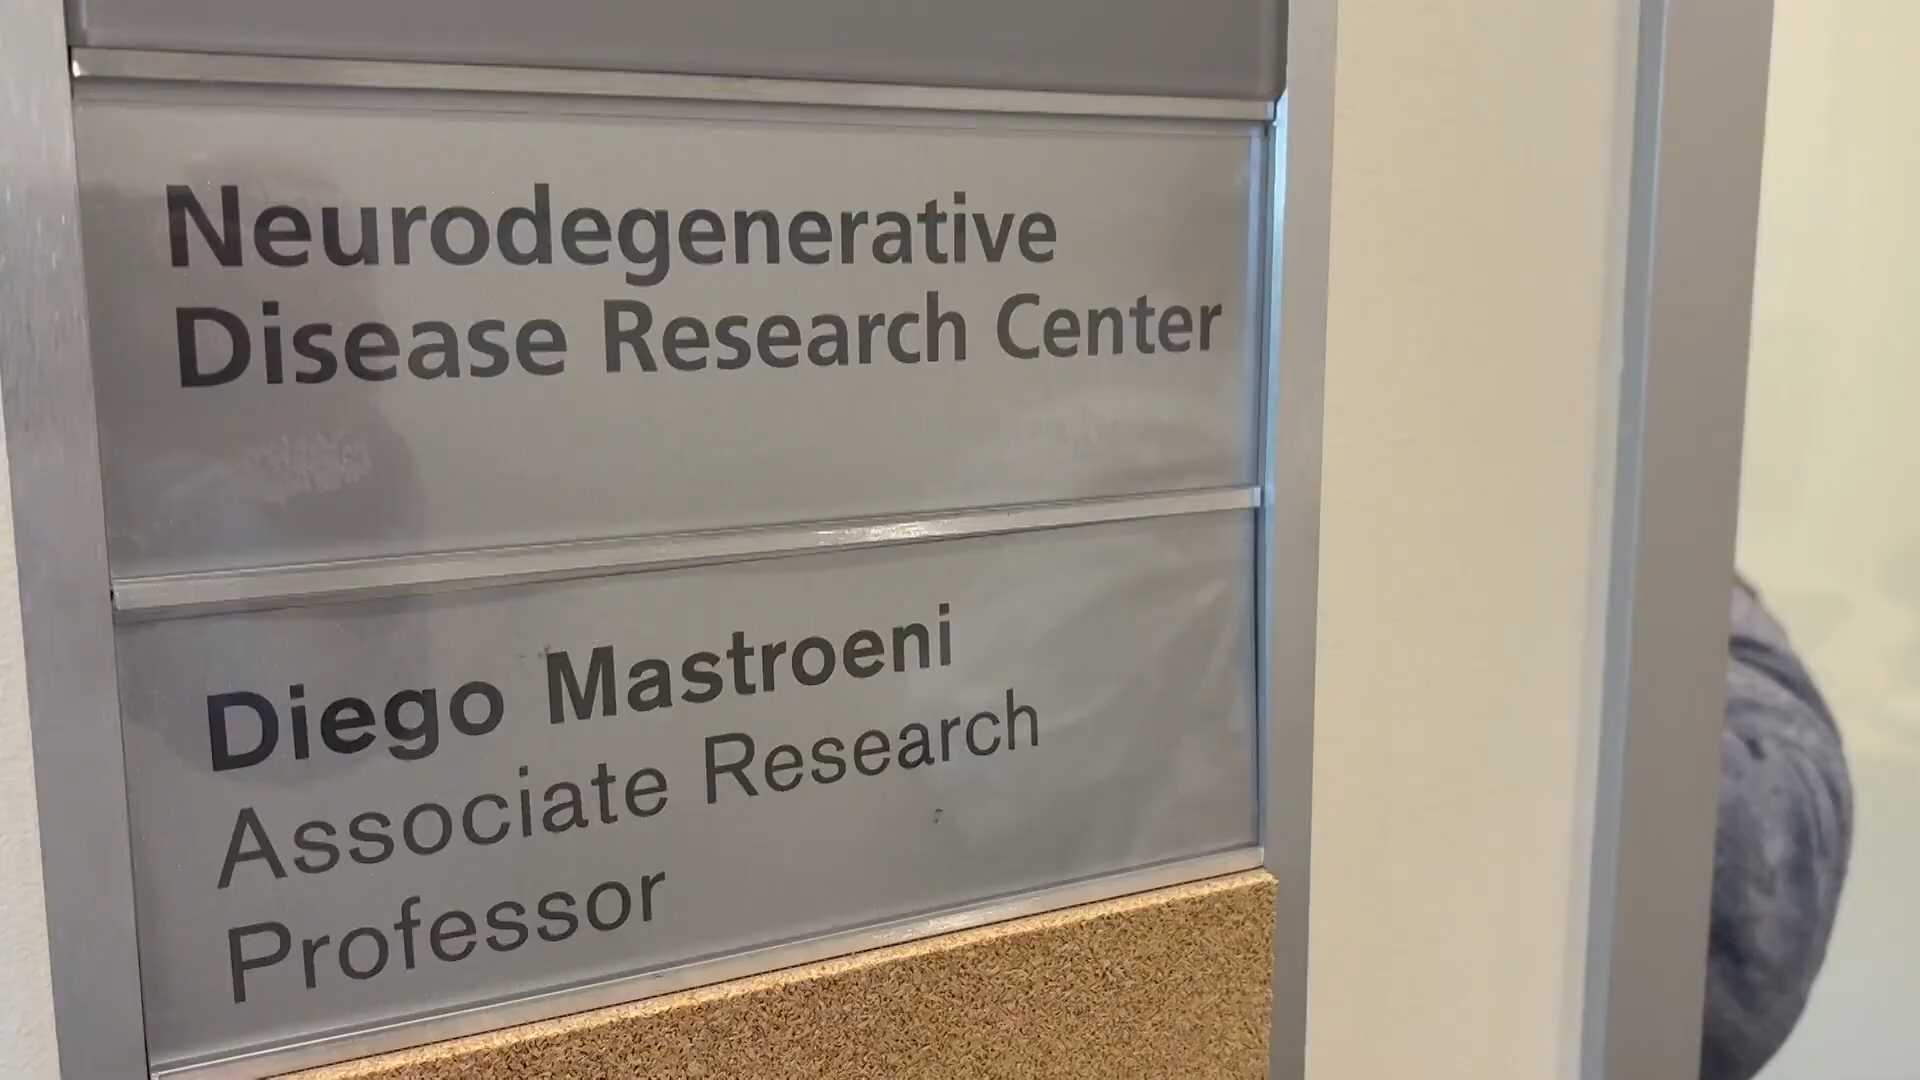 Neurodegenerative
Disease Research Center
Diego Mastroeni
Associate Research
Professor